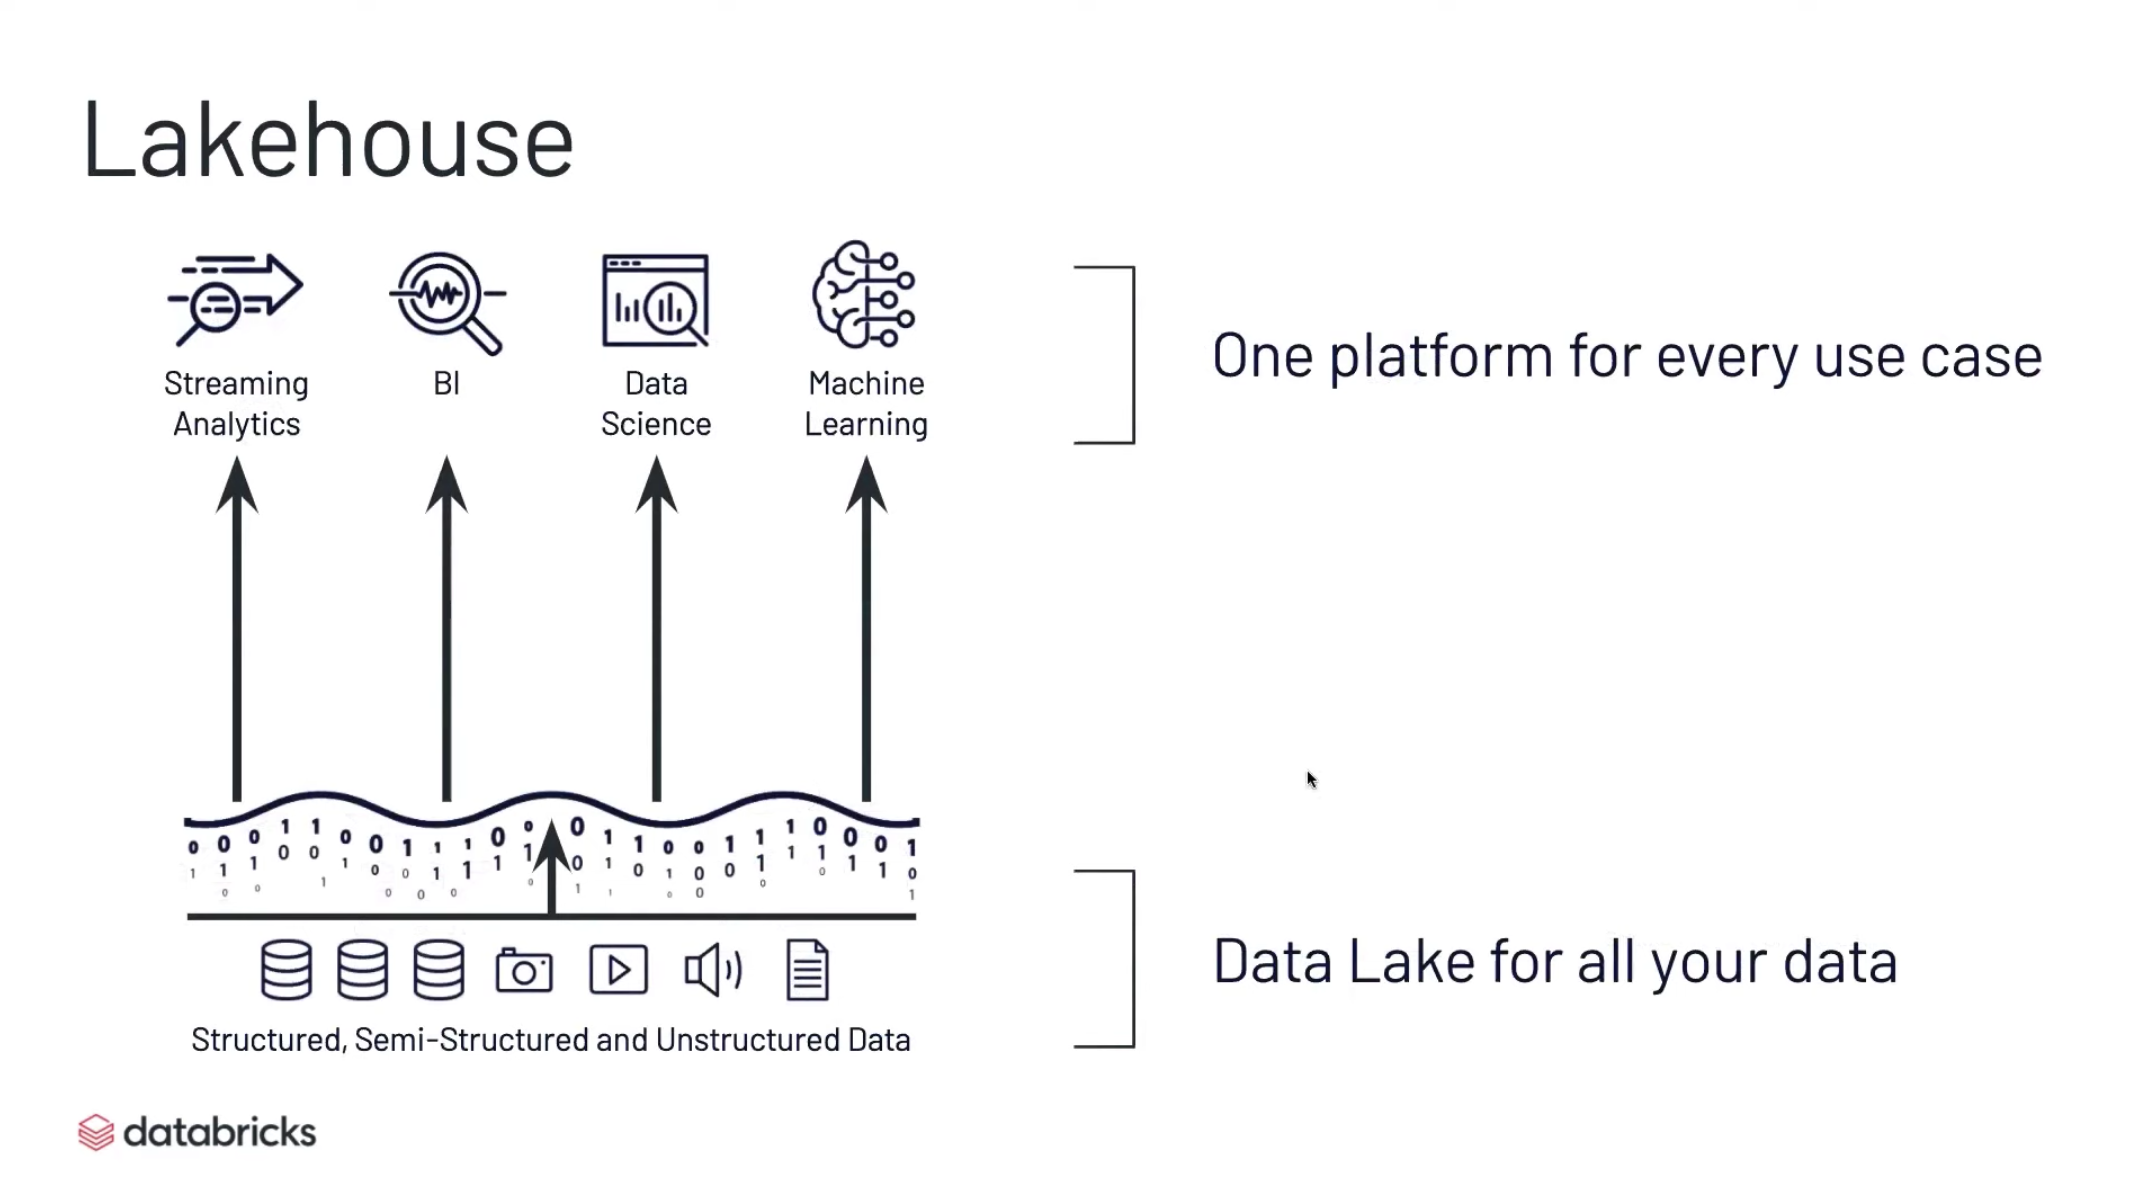 Lakehouse
Streaming
Analytics
BI
Data
Science
Machine
Learning
One platform for every use case
Data Lake for all your data
Structured, Semi-Structured and Unstructured Data
databricks